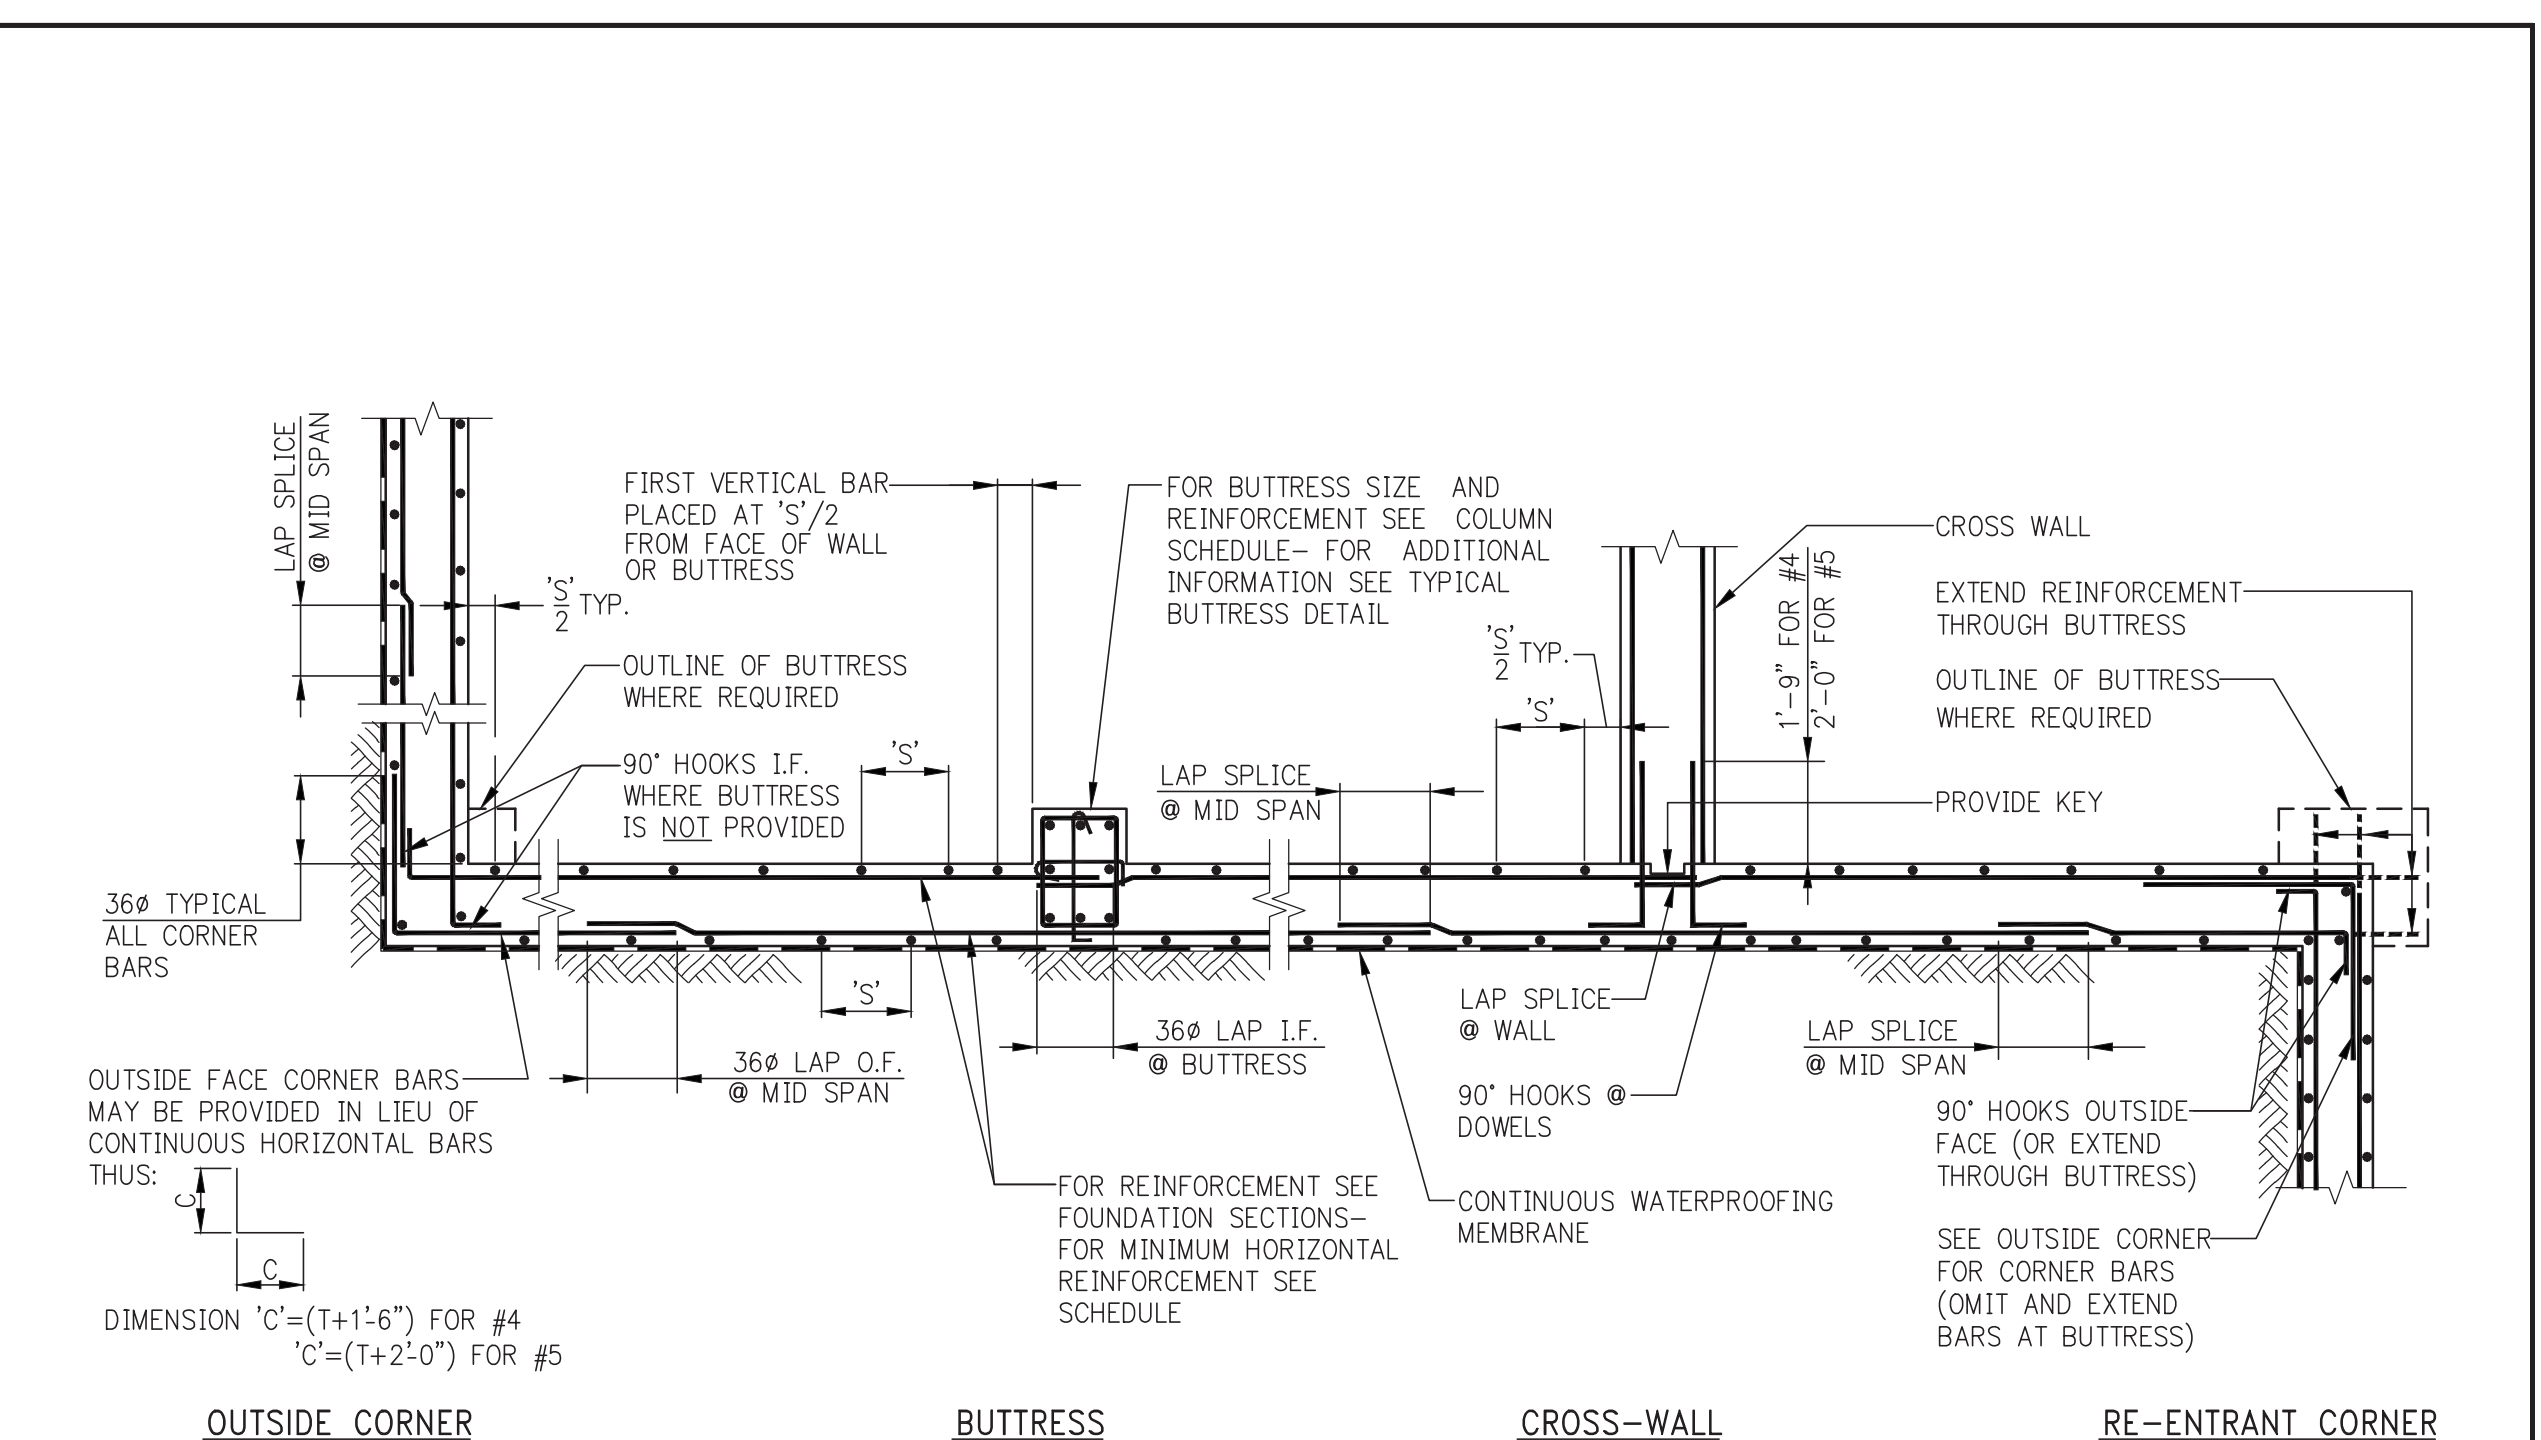 LAP SPLICE
@ MID SPAN
FIRST VERTICAL BAR
PLACED AT 'S'/2
FROM FACE OF WALL
OR BUTTRESS
'S'
2
TYP.
OUTLINE OF BUTTRESS
WHERE REQUIRED
90° HOOKS I.F.
WHERE BUTTRESS
IS NOT PROVIDED
'S'
36ø TYPICAL
ALL CORNER
BARS
FOR BUTTRESS SIZE AND
REINFORCEMENT SEE COLUMN
SCHEDULE- FOR ADDITIONAL
INFORMATION SEE TYPICAL
BUTTRESS DETAIL
LAP SPLICE
@ MID SPAN
'S'
2
TYP.
'S'
1'-9" FOR #4
2'-0" FOR #5
CROSS WALL
EXTEND REINFORCEMENT
THROUGH BUTTRESS
OUTLINE OF BUTTRESS
WHERE REQUIRED
PROVIDE KEY
'S'
36ø LAP O.F.
@ MID SPAN
36ø LAP I.F.
@ BUTTRESS
LAP SPLICE
@ WALL
90° HOOKS @
DOWELS
LAP SPLICE
@ MID SPAN
OUTSIDE FACE CORNER BARS
MAY BE PROVIDED IN LIEU OF
CONTINUOUS HORIZONTAL BARS
THUS:
C
C
DIMENSION 'C'=(T+1'-6") FOR #4
'C'=(T+2'-0") FOR #5
FOR REINFORCEMENT SEE
FOUNDATION SECTIONS-
FOR MINIMUM HORIZONTAL
REINFORCEMENT SEE
SCHEDULE
CONTINUOUS WATERPROOFING
MEMBRANE
90° HOOKS OUTSIDE
FACE (OR EXTEND
THROUGH BUTTRESS)
SEE OUTSIDE CORNER
FOR CORNER BARS
(OMIT AND EXTEND
BARS AT BUTTRESS)
OUTSIDE CORNER
BUTTRESS
CROSS-WALL
RE-ENTRANT CORNER